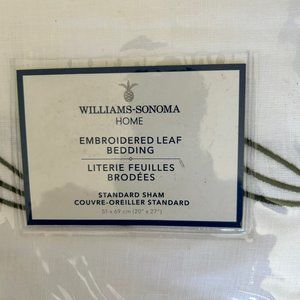 WILLIAMS-SONOMA
HOME
EMBROIDERED LEAF
BEDDING
LITERIE FEUILLES
BRODÉES
STANDARD SHAM
COUVRE-OREILLER STANDARD
51 x 69 cm (20" x 27")